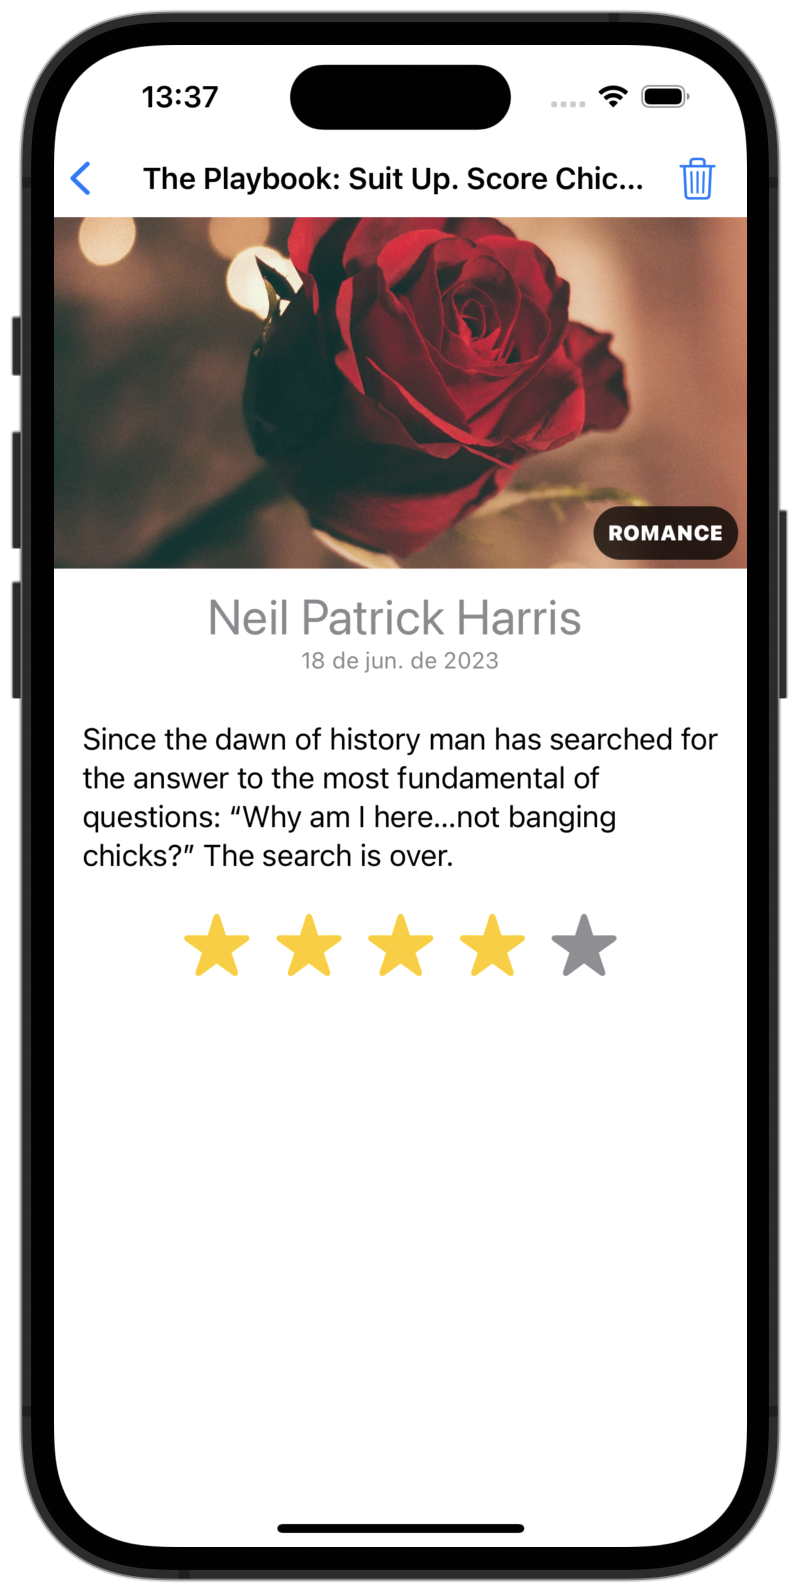 13:37
The Playbook: Suit Up. Score Chic...
ROMANCE
Neil Patrick Harris
18 de jun. de 2023
Since the dawn of history man has searched for
the answer to the most fundamental of
questions: “Why am I here...not banging
chicks?” The search is over.